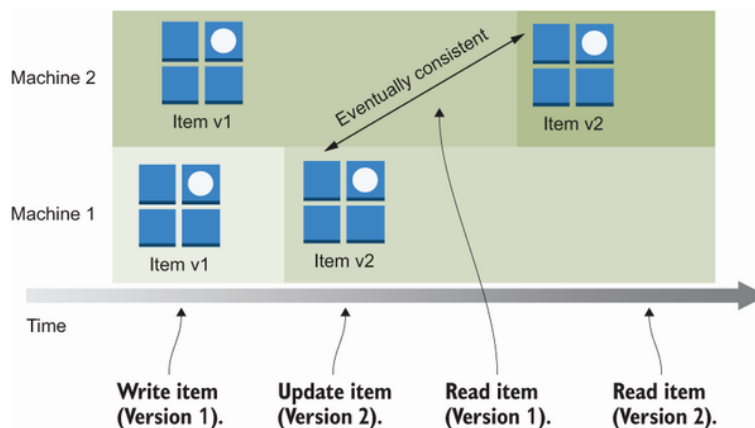 Machine 2
Item v1
Eventually consistent
Item v2
Machine 1
Item v1
Item v2
Time
Write item
(Version 1).
Update item
(Version 2).
Read item
(Version 1).
Read item
(Version 2).